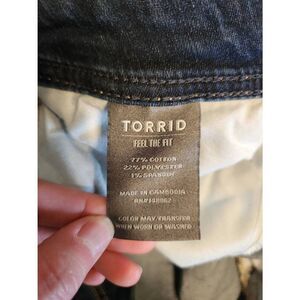 TORRID
FEEL THE FIT
77% COTTON
22% POLYESTER
1% SPANDEX
MADE IN CAMBODIA
COLOR MAY TRANSFER
WHEN WORN OR WASHED